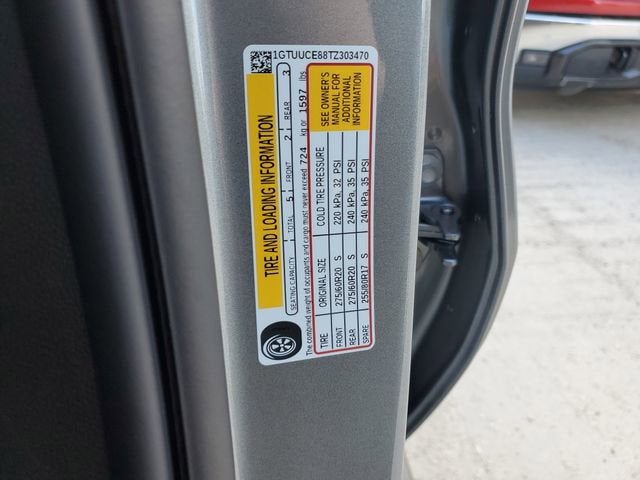 1GTUUCE88TZ303470
TIRE AND LOADING INFORMATION
SEATING CAPACITY TOTAL 5 FRONT 2 REAR 3
The combined weight of occupants and cargo must never exceed 724 kg or 1597 lbs
TIRE ORIGINAL SIZE COLD TIRE PRESSURE
FRONT 275/60R20 S 220 kPa, 32 PSI
REAR 275/60R20 S 240 kPa, 35 PSI
SPARE 255/80R17 S 240 kPa, 35 PSI
SEE OWNER'S
MANUAL FOR
ADDITIONAL
INFORMATION